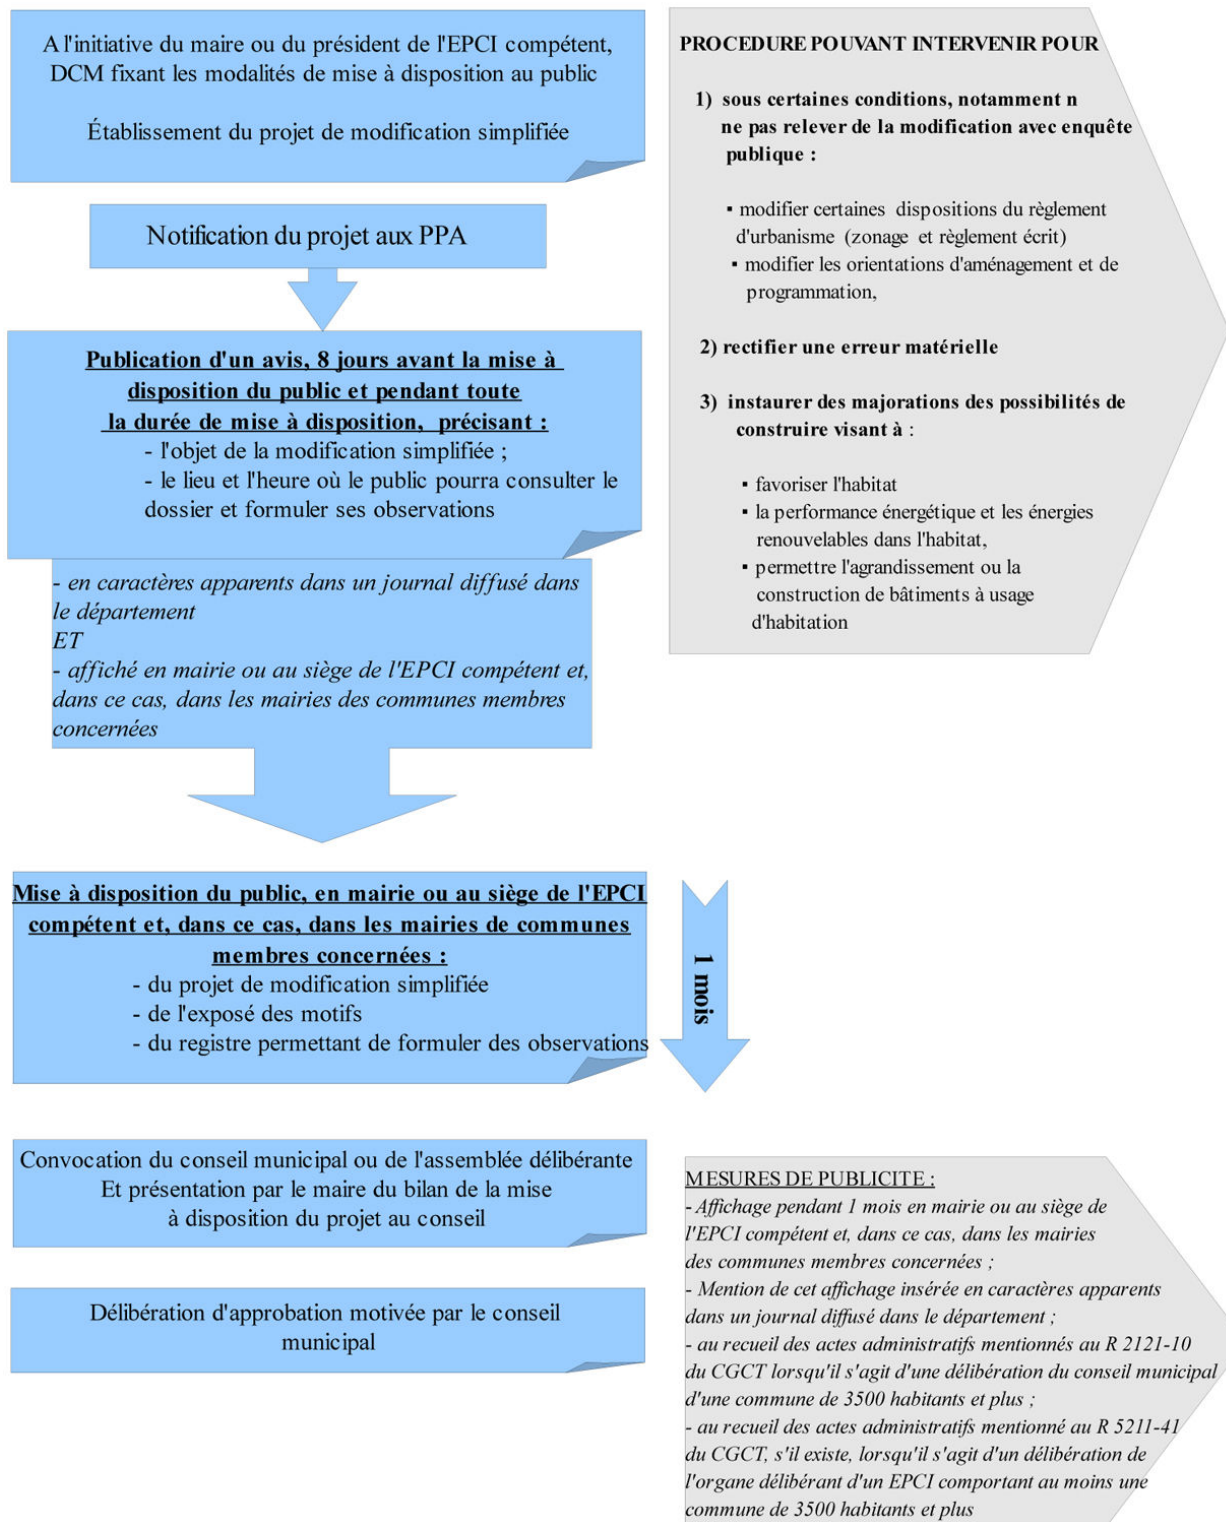 A l'initiative du maire ou du président de l'EPCI compétent,
DCM fixant les modalités de mise à disposition au public
Établissement du projet de modification simplifiée
Notification du projet aux PPA
Publication d'un avis, 8 jours avant la mise à
disposition du public et pendant toute
la durée de mise à disposition, précisant :
- l'objet de la modification simplifiée ;
- le lieu et l'heure où le public pourra consulter le
dossier et formuler ses observations
- en caractères apparents dans un journal diffusé dans
le département
ET
- affiché en mairie ou au siège de l'EPCI compétent et,
dans ce cas, dans les mairies des communes membres
concernées
Mise à disposition du public, en mairie ou au siège de l'EPCI
compétent et, dans ce cas, dans les mairies de communes
membres concernées :
- du projet de modification simplifiée
- de l'exposé des motifs
- du registre permettant de formuler des observations
1 mois
Convocation du conseil municipal ou de l'assemblée délibérante
Et présentation par le maire du bilan de la mise
à disposition du projet au conseil
Délibération d'approbation motivée par le conseil
municipal
PROCEDURE POUVANT INTERVENIR POUR
1) sous certaines conditions, notamment n
ne pas relever de la modification avec enquête
publique :
▪ modifier certaines dispositions du règlement
d'urbanisme (zonage et règlement écrit)
▪ modifier les orientations d'aménagement et de
programmation,
2) rectifier une erreur matérielle
3) instaurer des majorations des possibilités de
construire visant à :
▪ favoriser l'habitat
▪ la performance énergétique et les énergies
renouvelables dans l'habitat,
▪ permettre l'agrandissement ou la
construction de bâtiments à usage
d'habitation
MESURES DE PUBLICITE :
- Affichage pendant 1 mois en mairie ou au siège de
l'EPCI compétent et, dans ce cas, dans les mairies
des communes membres concernées ;
- Mention de cet affichage insérée en caractères apparents
dans un journal diffusé dans le département ;
- au recueil des actes administratifs mentionnés au R 2121-10
du CGCT lorsqu'il s'agit d'une délibération du conseil municipal
d'une commune de 3500 habitants et plus ;
- au recueil des actes administratifs mentionné au R 5211-41
du CGCT, s'il existe, lorsqu'il s'agit d'un délibération de
l'organe délibérant d'un EPCI comportant au moins une
commune de 3500 habitants et plus